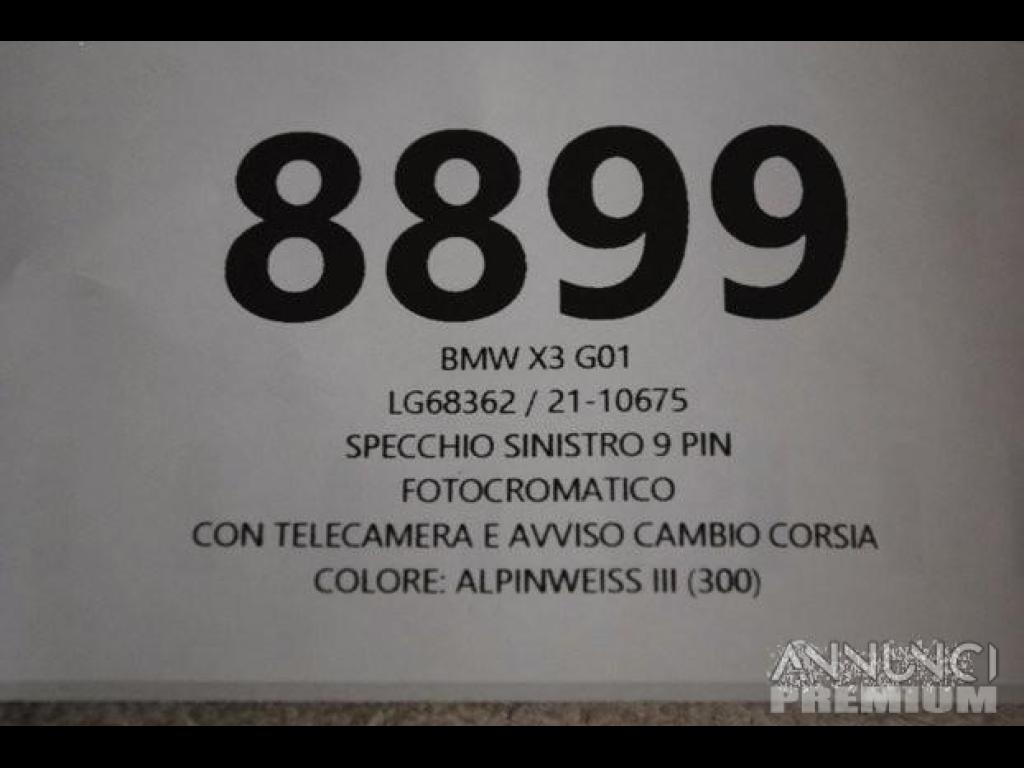 8899
BMW X3 G01
LG68362 / 21-10675
SPECCHIO SINISTRO 9 PIN
FOTOCROMATICO
CON TELECAMERA E AVVISO CAMBIO CORSIA
COLORE: ALPINWEISS III (300)
ANNUNCI
PREMIUM